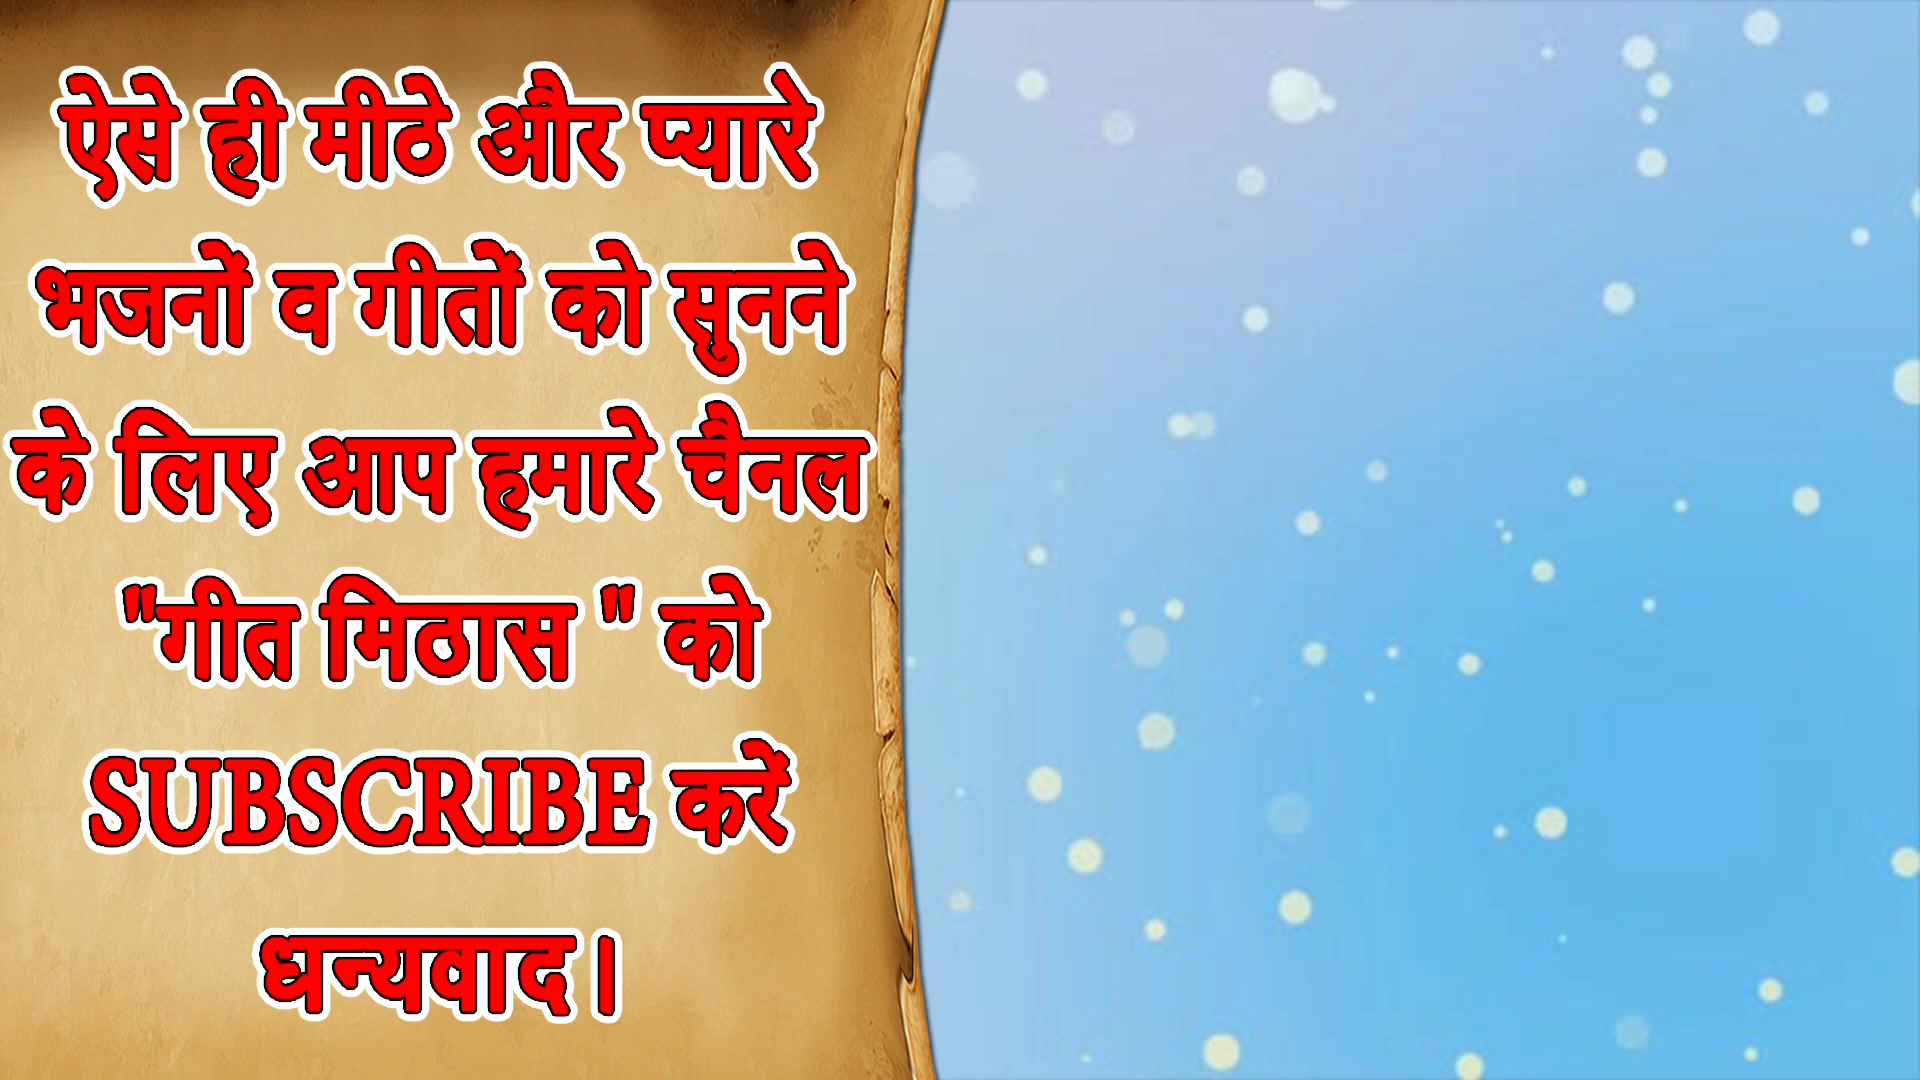 ऐसे ही मीठे और प्यारे
भजनों व गीतों को सुनने
के लिए आप हमारे चैनल
"गीत मिठास " को
SUBSCRIBE करें
धन्यवाद।